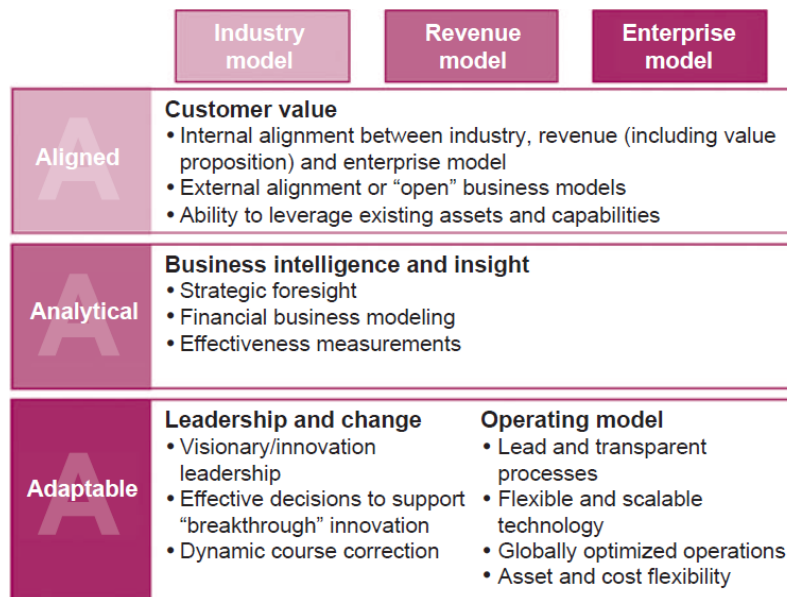 Industry
model
Revenue
model
Enterprise
model
A
Aligned
Customer value
• Internal alignment between industry, revenue (including value
proposition) and enterprise model
• External alignment or “open” business models
• Ability to leverage existing assets and capabilities
A
Analytical
Business intelligence and insight
• Strategic foresight
• Financial business modeling
• Effectiveness measurements
A
Adaptable
Leadership and change
• Visionary/innovation
leadership
• Effective decisions to support
“breakthrough” innovation
• Dynamic course correction
Operating model
• Lead and transparent
processes
• Flexible and scalable
technology
• Globally optimized operations
• Asset and cost flexibility